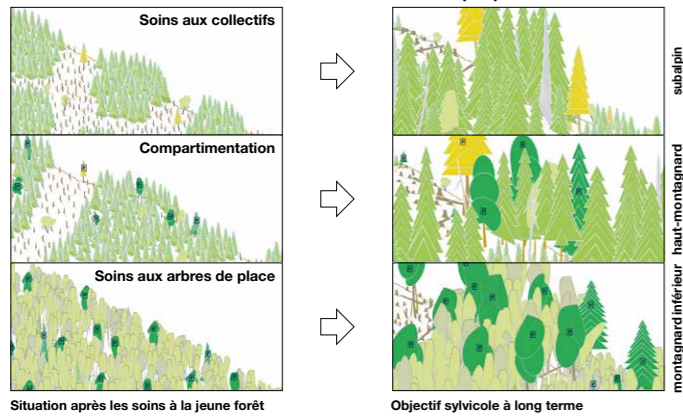 Soins aux collectifs
subalpin
Compartimentation
haut-montagnard
Soins aux arbres de place
montagnard inférieur
Situation après les soins à la jeune forêt
Objectif sylvicole à long terme